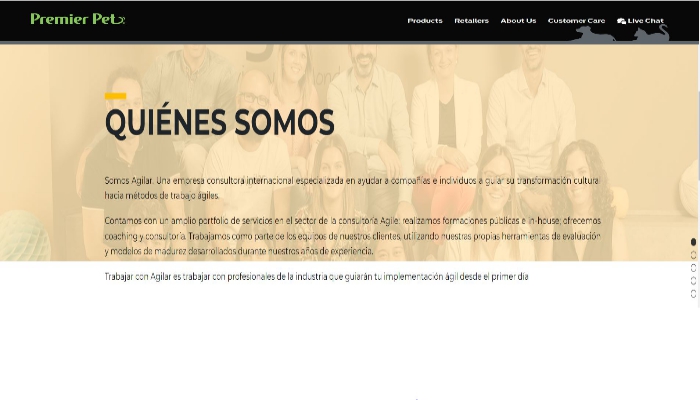 Premier Pet
Products Retailers About Us Customer Care Live Chat
QUIÉNES SOMOS
Somos Agilar. Una empresa consultora internacional especializada en ayudar a compañías e individuos a guiar su transformación cultural
hacia métodos de trabajo ágiles.
Contamos con un amplio portfolio de servicios en el sector de la consultoría Agile: realizamos formaciones públicas e in-house; ofrecemos
coaching y consultoría. Trabajamos como parte de los equipos de nuestros clientes, utilizando nuestras propias herramientas de evaluación
y modelos de madurez desarrollados durante nuestros años de experiencia.
Trabajar con Agilar es trabajar con profesionales de la industria que guiarán tu implementación ágil desde el primer día